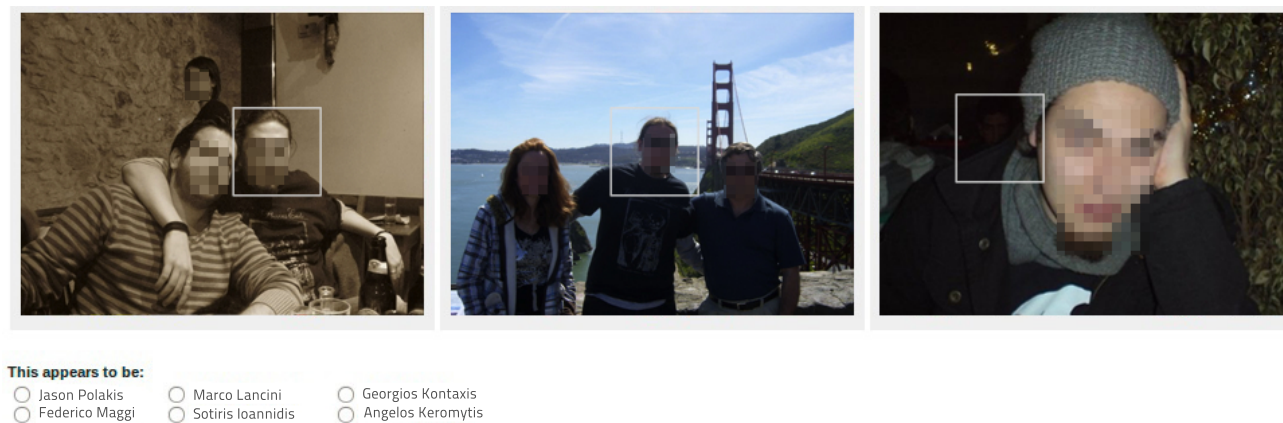 This appears to be:
Jason Polakis Marco Lancini Georgios Kontaxis
Federico Maggi Sotiris Ioannidis Angelos Keromytis